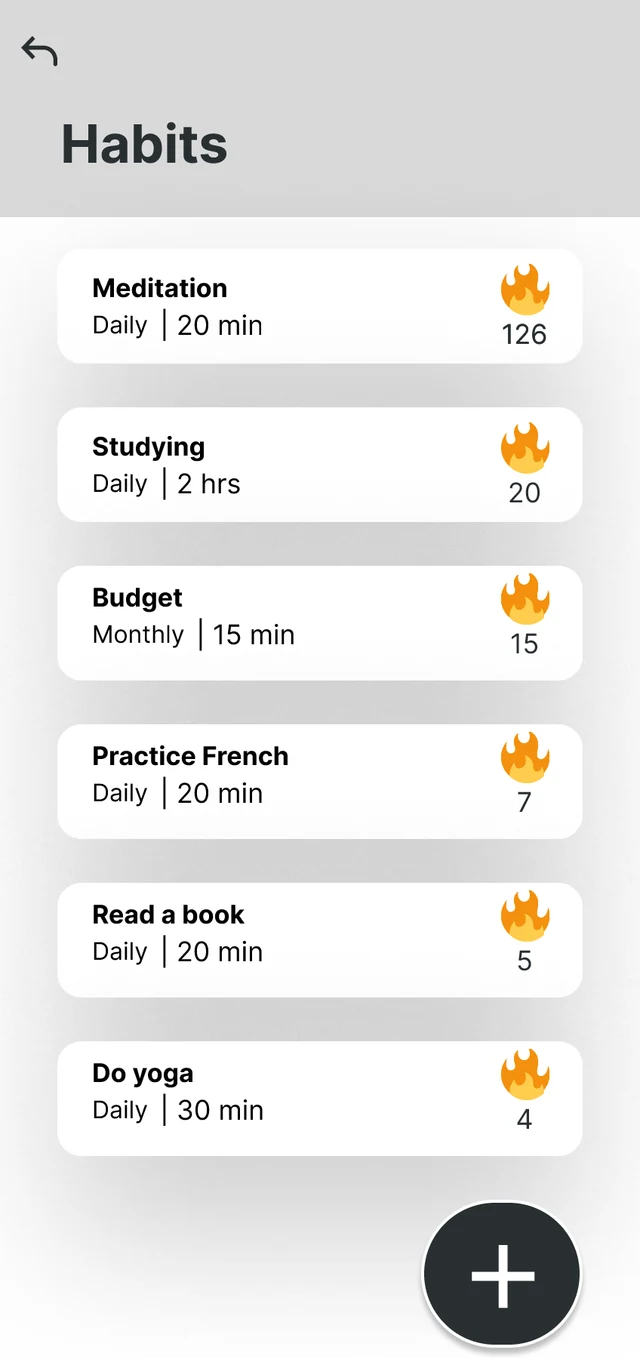 Habits
Meditation
Daily | 20 min
126
Studying
Daily | 2 hrs
20
Budget
Monthly | 15 min
15
Practice French
Daily | 20 min
7
Read a book
Daily | 20 min
5
Do yoga
Daily | 30 min
4